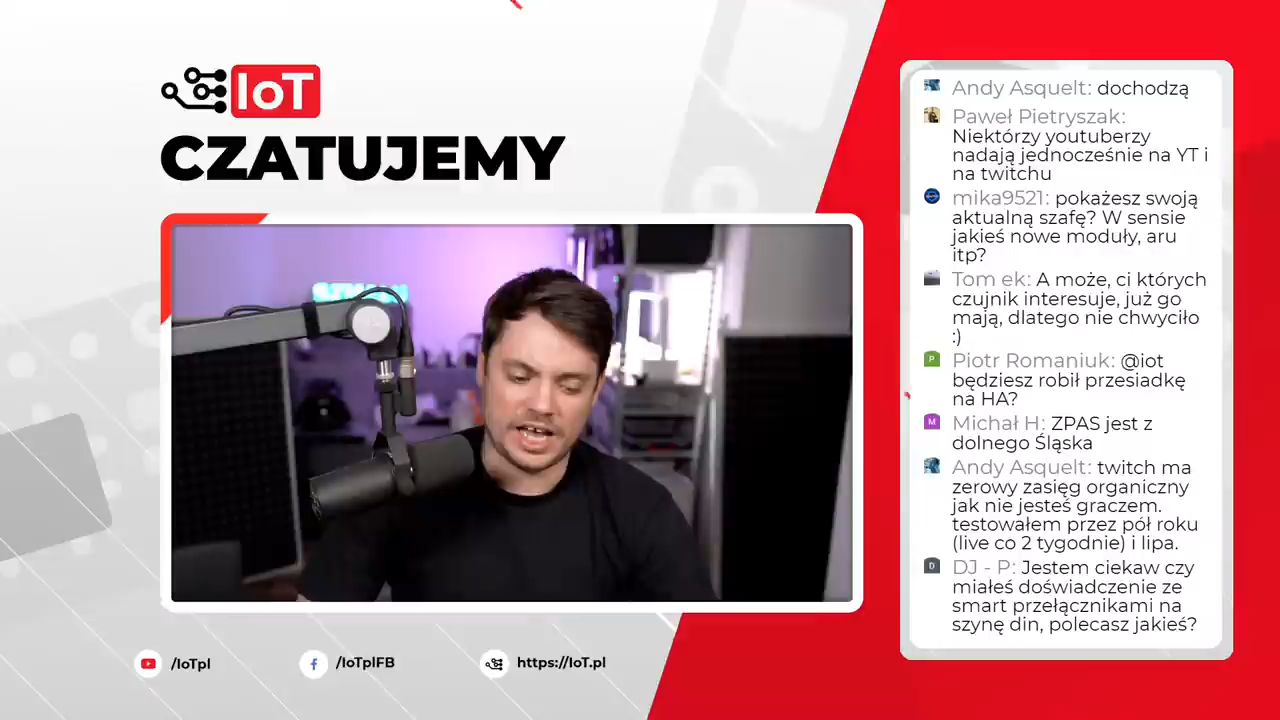 IoT
CZATUJEMY
/IoTpl
/IoTplFB
https://IoT.pl
Andy Asquelt: dochodzą
Paweł Pietryszak:
Niektórzy youtuberzy
nadają jednocześnie na YT i
na twitchu
mika9521: pokażesz swoją
aktualną szafę? W sensie
jakieś nowe moduły, aru
itp?
Tom ek: A może, ci których
czujnik interesuje, już go
mają, dlatego nie chwyciło
:)
P
Piotr Romaniuk: @iot
będziesz robił przesiadkę
na HA?
M
Michał H: ZPAS jest z
dolnego Śląska
Andy Asquelt: twitch ma
zerowy zasięg organiczny
jak nie jesteś graczem.
testowałem przez pół roku
(live co 2 tygodnie) i lipa.
D
DJ - P: Jestem ciekaw czy
miałeś doświadczenie ze
smart przełącznikami na
szynę din, polecasz jakieś?